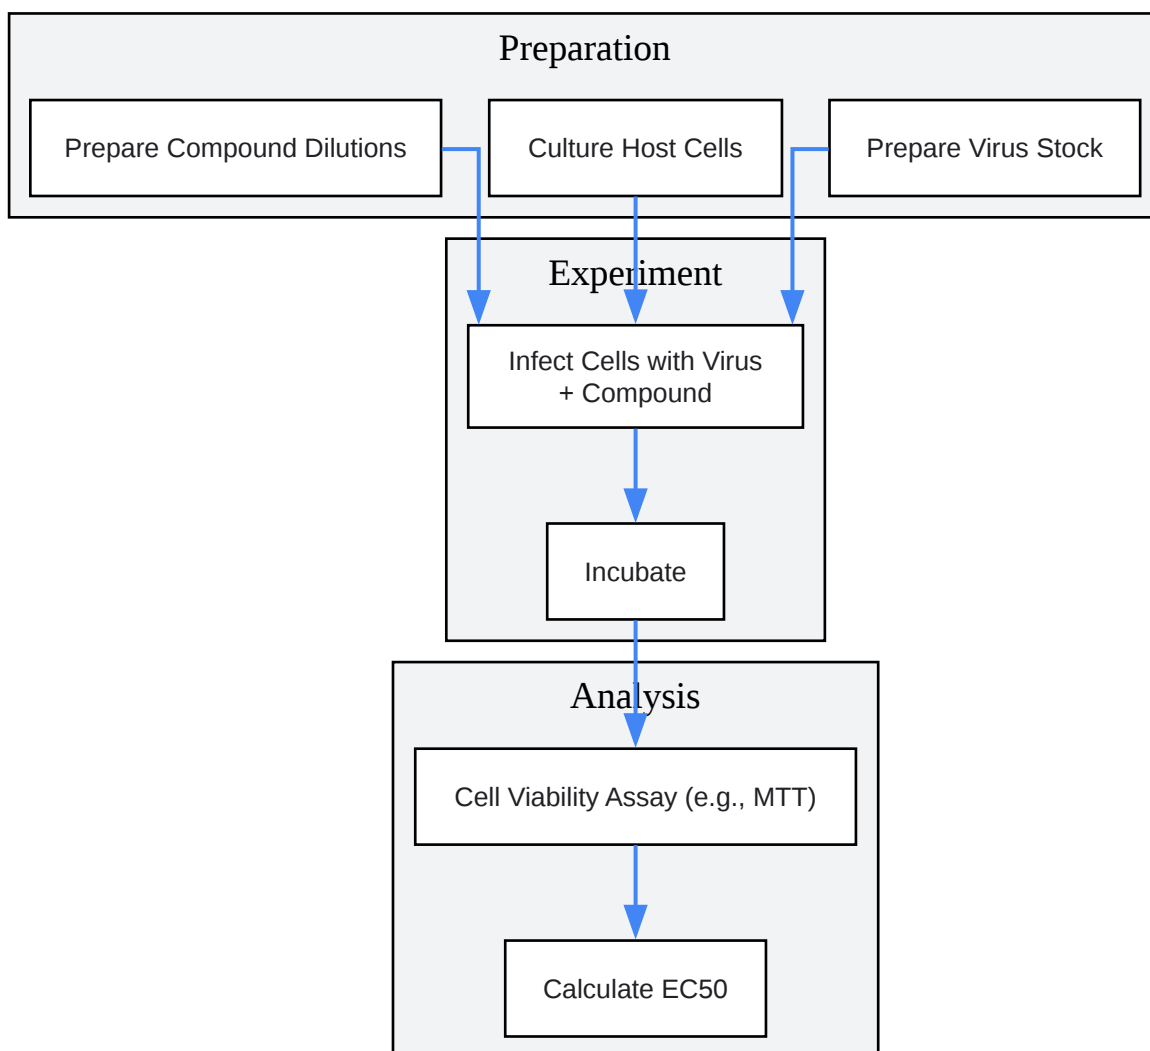 Preparation
Prepare Compound Dilutions
Culture Host Cells
Prepare Virus Stock
Experiment
Infect Cells with Virus
+ Compound
Incubate
Analysis
Cell Viability Assay (e.g., MTT)
Calculate EC50